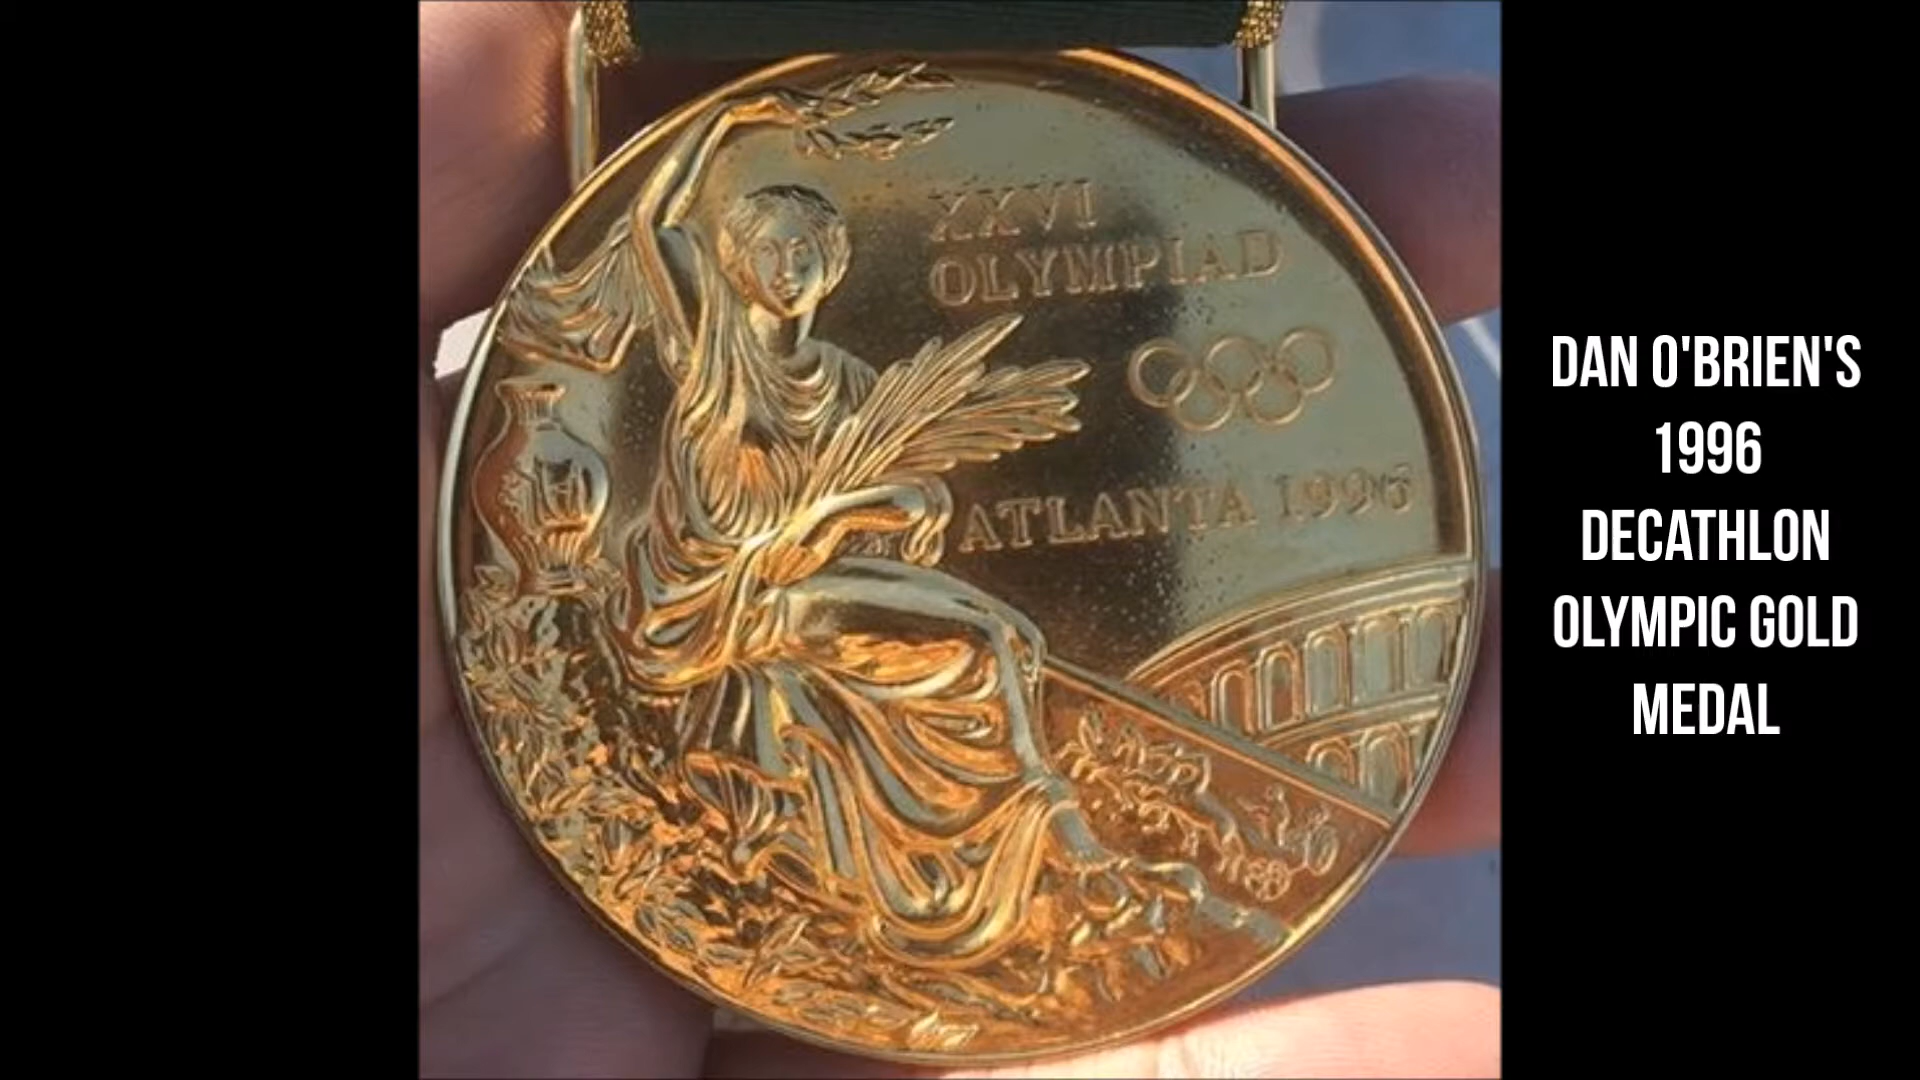 XXVI
OLYMPIAD
ATLANTA 1996
DAN O'BRIEN'S
1996
DECATHLON
OLYMPIC GOLD
MEDAL